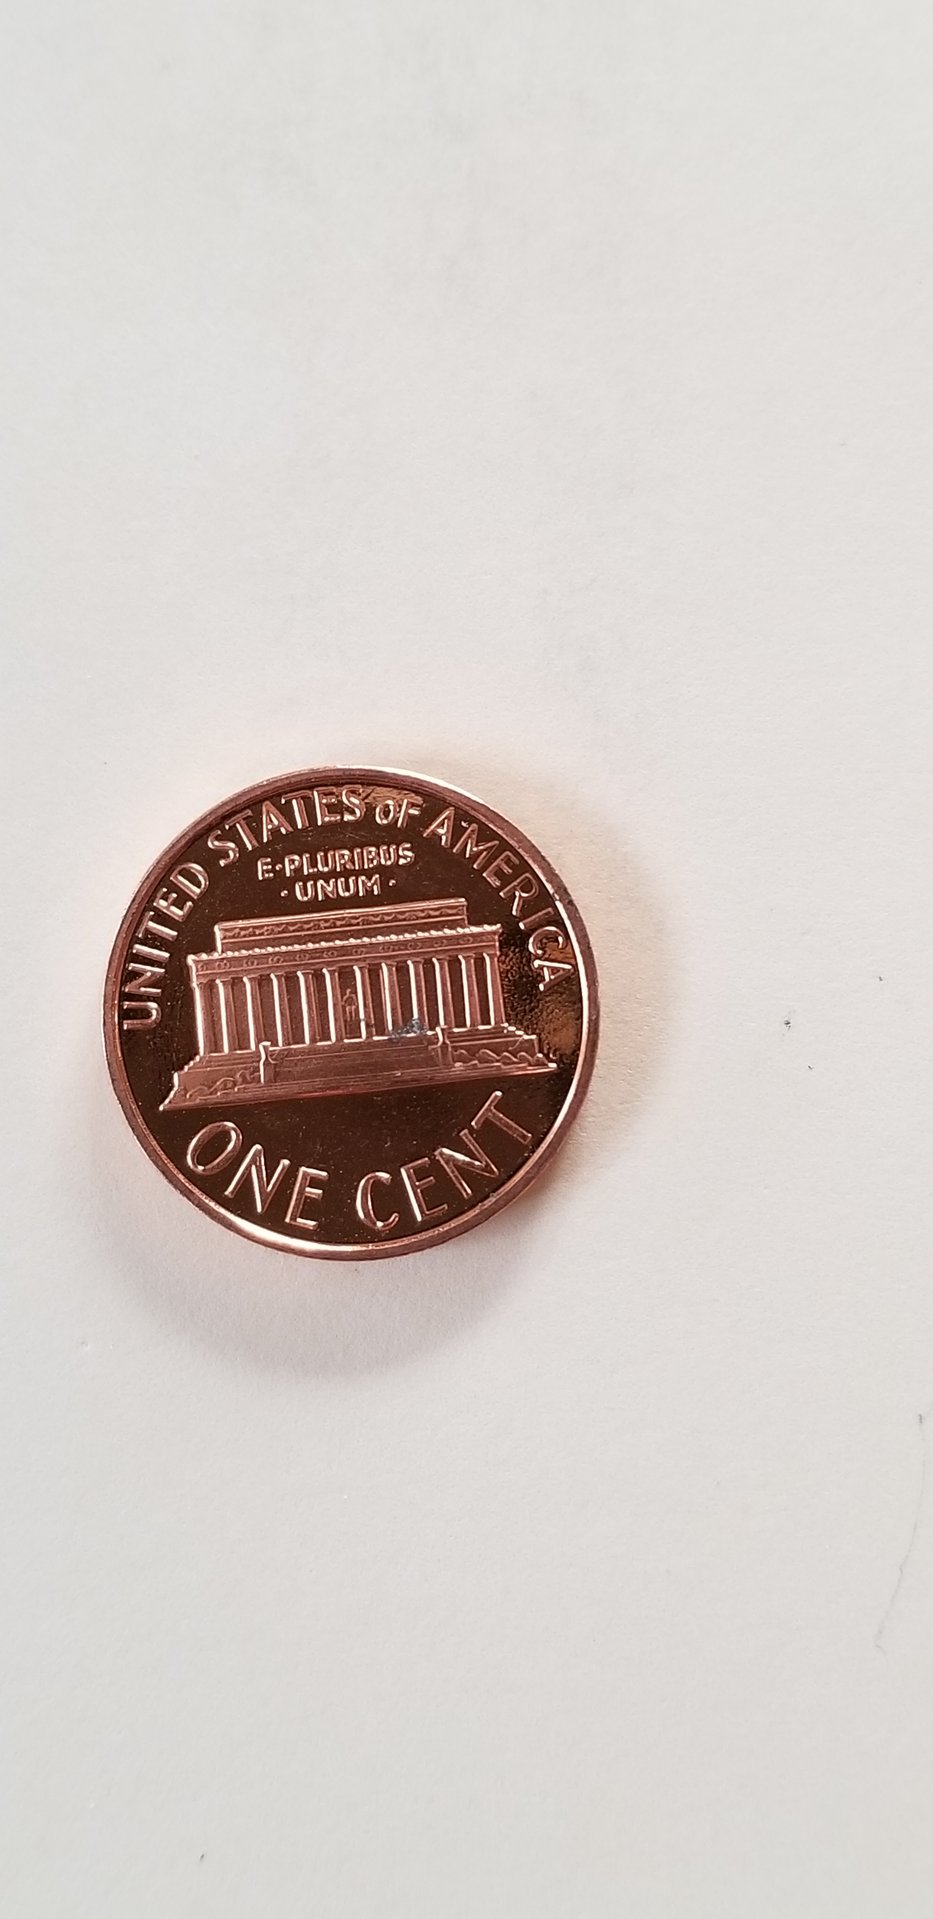 UNITED STATES OF AMERICA
E·PLURIBUS
·UNUM·
ONE CENT